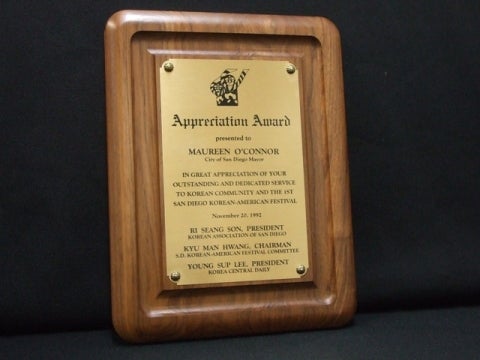 Appreciation Award
presented to
MAUREEN O'CONNOR
City of San Diego Mayor
IN GREAT APPRECIATION OF YOUR
OUTSTANDING AND DEDICATED SERVICE
TO KOREAN COMMUNITY AND THE 1ST
SAN DIEGO KOREAN-AMERICAN FESTIVAL
November 20, 1992
RI SEANG SON, PRESIDENT
KOREAN ASSOCIATION OF SAN DIEGO
KYU MAN HWANG, CHAIRMAN
S.D. KOREAN-AMERICAN FESTIVAL COMMITTEE
YOUNG SUP LEE, PRESIDENT
KOREA CENTRAL DAILY